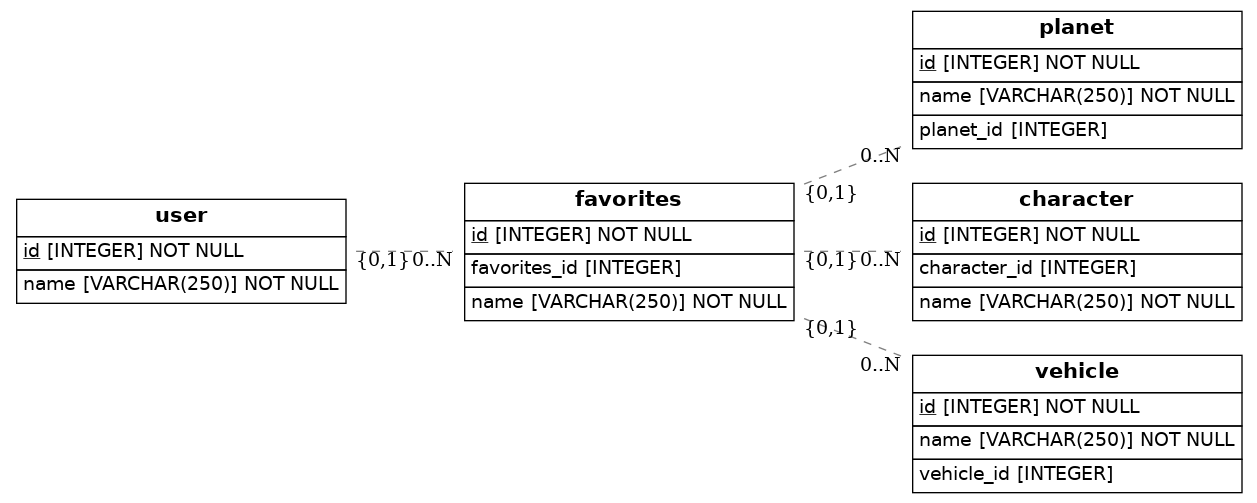 user
id [INTEGER] NOT NULL
name [VARCHAR(250)] NOT NULL
{0,1}
0..N
favorites
id [INTEGER] NOT NULL
favorites_id [INTEGER]
name [VARCHAR(250)] NOT NULL
0..N
{0,1}
{0,1}
0..N
{0,1}
0..N
planet
id [INTEGER] NOT NULL
name [VARCHAR(250)] NOT NULL
planet_id [INTEGER]
character
id [INTEGER] NOT NULL
character_id [INTEGER]
name [VARCHAR(250)] NOT NULL
vehicle
id [INTEGER] NOT NULL
name [VARCHAR(250)] NOT NULL
vehicle_id [INTEGER]